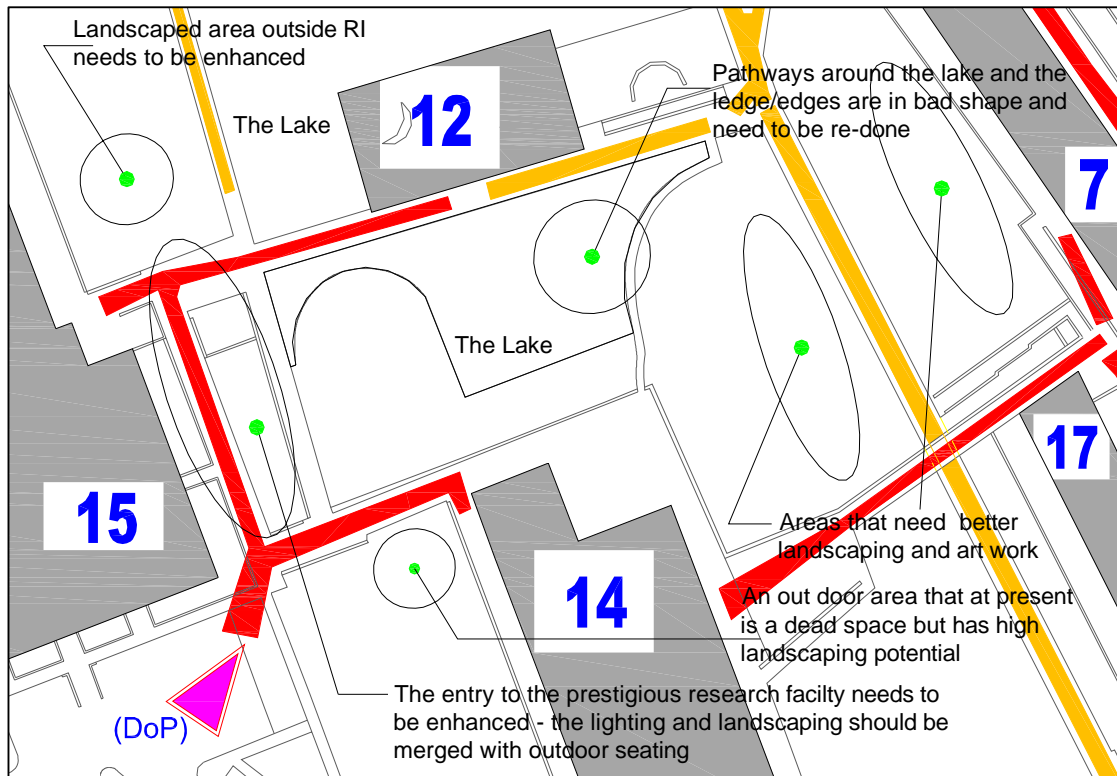 Landscaped area outside RI
needs to be enhanced
The Lake
12
Pathways around the lake and the
ledge/edges are in bad shape and
need to be re-done
7
The Lake
15
17
14
Areas that need better
landscaping and art work
An out door area that at present
is a dead space but has high
landscaping potential
The entry to the prestigious research facilty needs to
be enhanced - the lighting and landscaping should be
merged with outdoor seating
(DoP)